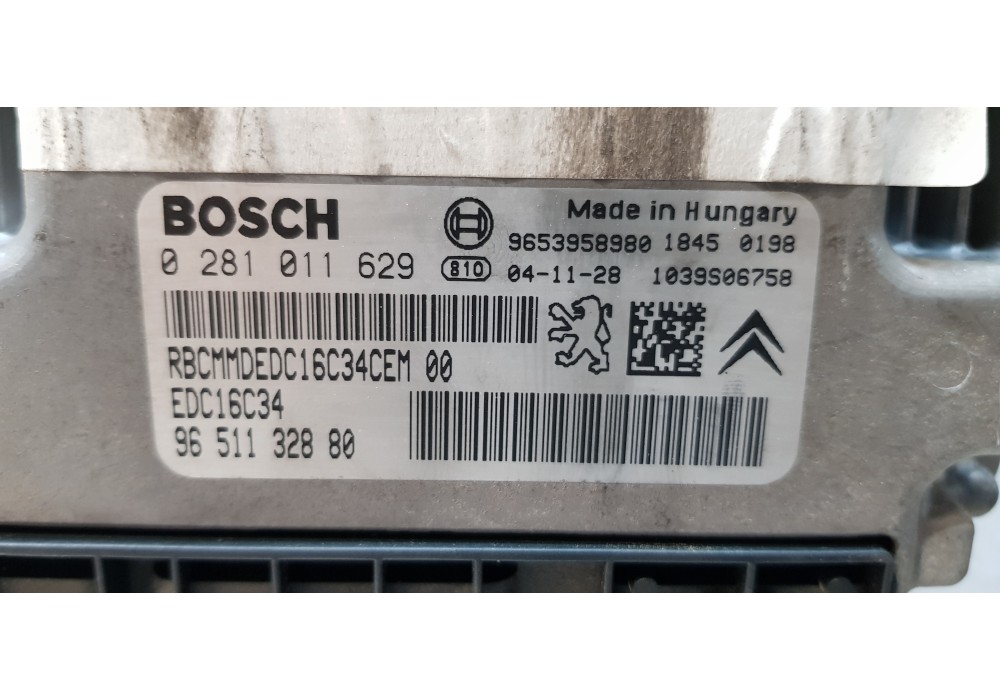 BOSCH
Made in Hungary
9653958980 1845 0198
0 281 011 629
810 04-11-28 1039S06758
RBCMMDEDC16C34CEM 00
EDC16C34
96 511 328 80